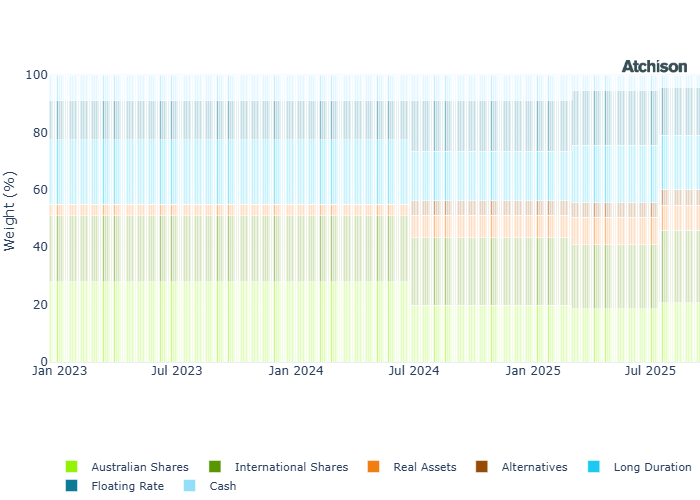 Atchison
100
80
60
40
20
0
Weight (%)
Jan 2023 Jul 2023 Jan 2024 Jul 2024 Jan 2025 Jul 2025
Australian Shares International Shares Real Assets Alternatives Long Duration
Floating Rate Cash